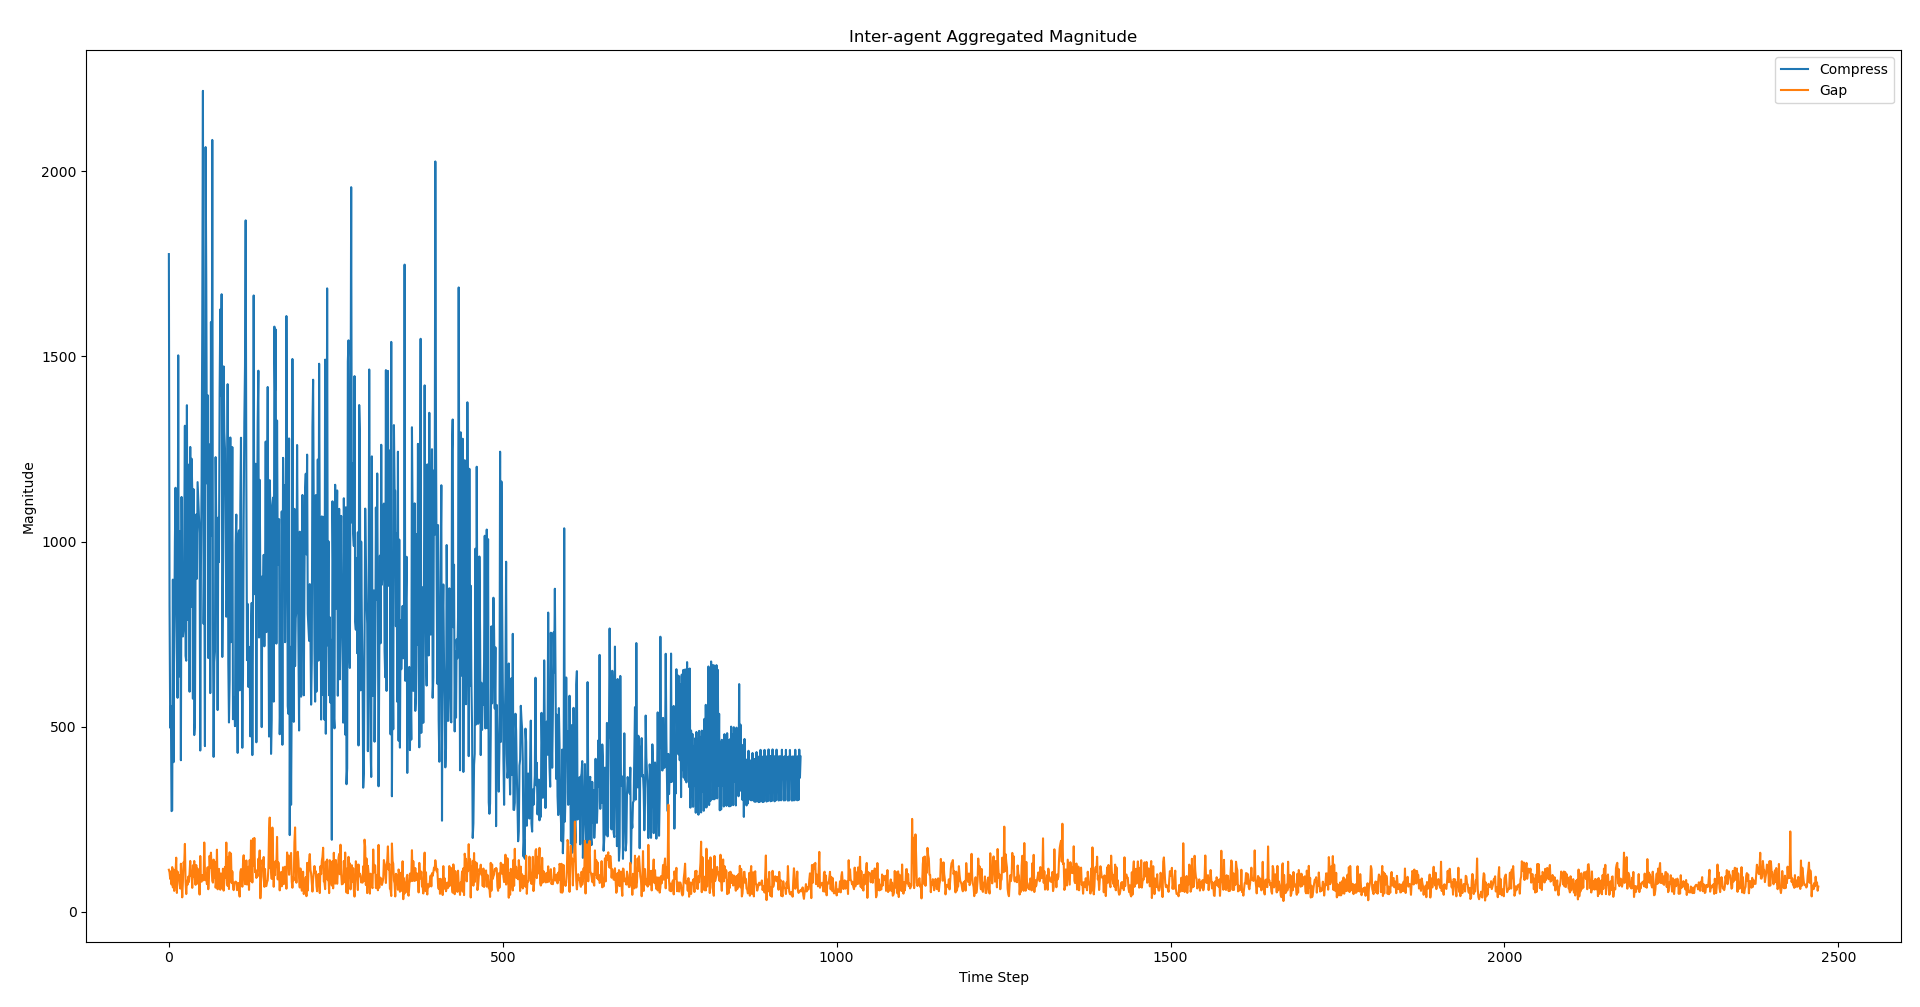 Inter-agent Aggregated Magnitude
Compress
Gap
Magnitude
2000
1500
1000
500
0
0 500 1000 1500 2000 2500
Time Step